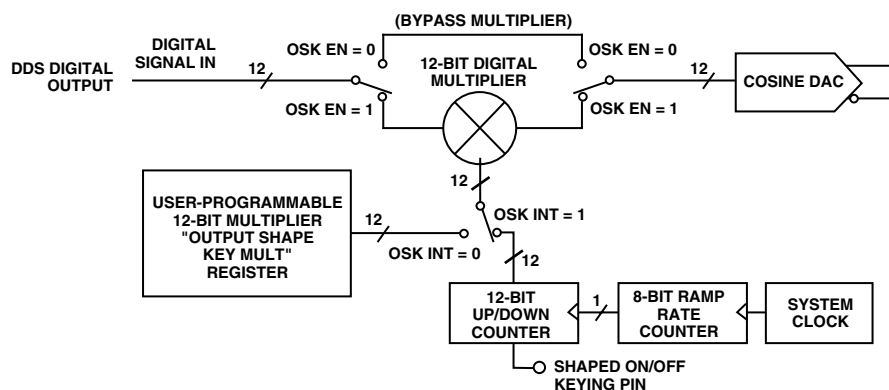 (BYPASS MULTIPLIER)
OSK EN = 0
OSK EN = 0
DDS DIGITAL
OUTPUT
DIGITAL
SIGNAL IN
12
12-BIT DIGITAL
MULTIPLIER
12
COSINE DAC
OSK EN = 1
OSK EN = 1
12
USER-PROGRAMMABLE
12-BIT MULTIPLIER
"OUTPUT SHAPE
KEY MULT"
REGISTER
12
OSK INT = 1
OSK INT = 0
12
12-BIT
UP/DOWN
COUNTER
1
8-BIT RAMP
RATE
COUNTER
SYSTEM
CLOCK
SHAPED ON/OFF
KEYING PIN